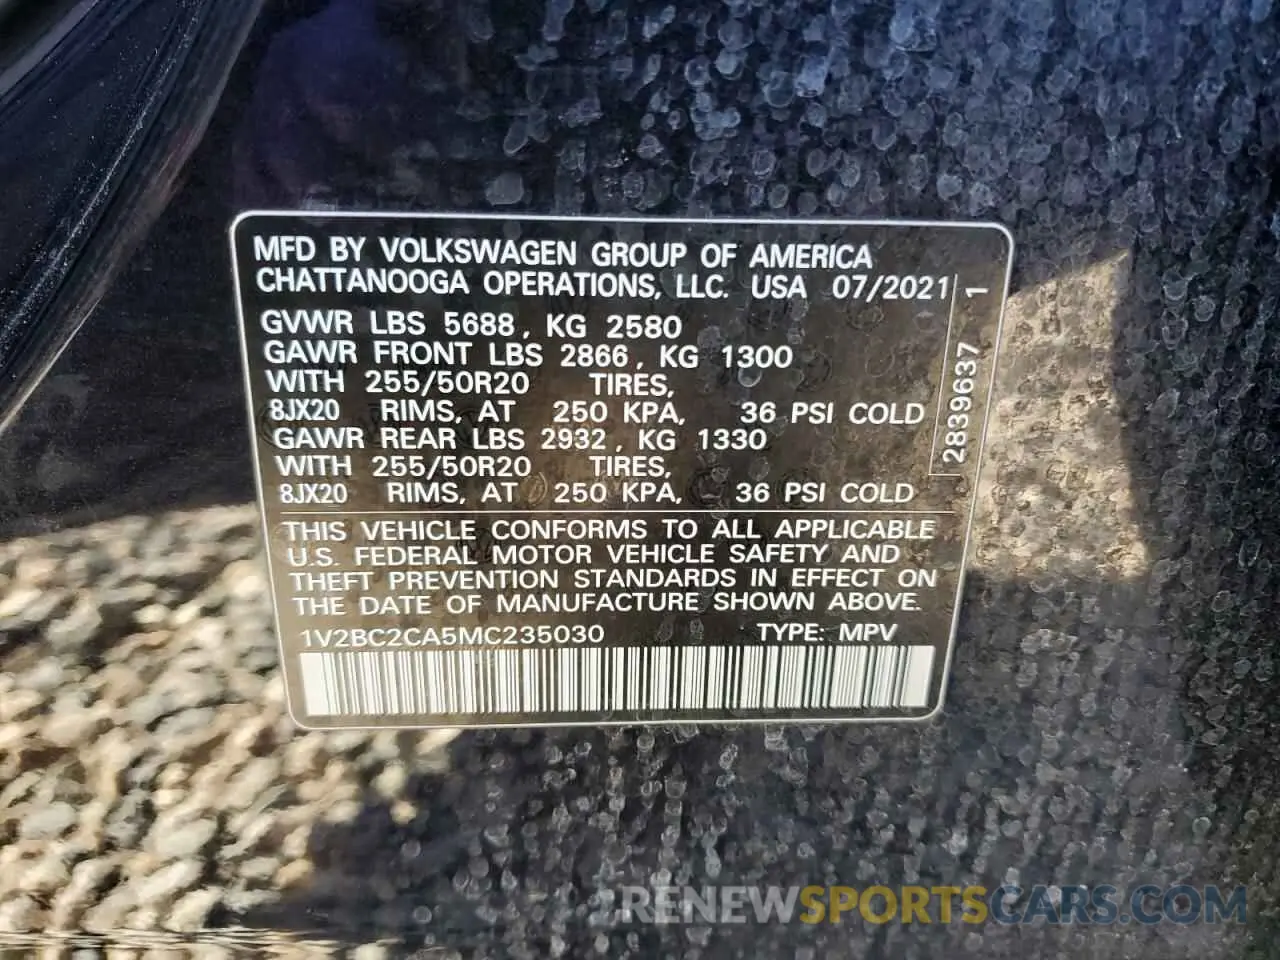 MFD BY VOLKSWAGEN GROUP OF AMERICA
CHATTANOOGA OPERATIONS, LLC. USA 07/2021
GVWR LBS 5688, KG 2580
GAWR FRONT LBS 2866, KG 1300
WITH 255/50R20 TIRES,
8JX20 RIMS, AT 250 KPA, 36 PSI COLD
GAWR REAR LBS 2932, KG 1330
WITH 255/50R20 TIRES,
8JX20 RIMS, AT 250 KPA, 36 PSI COLD
2839637 1
THIS VEHICLE CONFORMS TO ALL APPLICABLE
U.S. FEDERAL MOTOR VEHICLE SAFETY AND
THEFT PREVENTION STANDARDS IN EFFECT ON
THE DATE OF MANUFACTURE SHOWN ABOVE.
1V2BC2CA5MC235030 TYPE: MPV
RENEWSPORTSCARS.COM